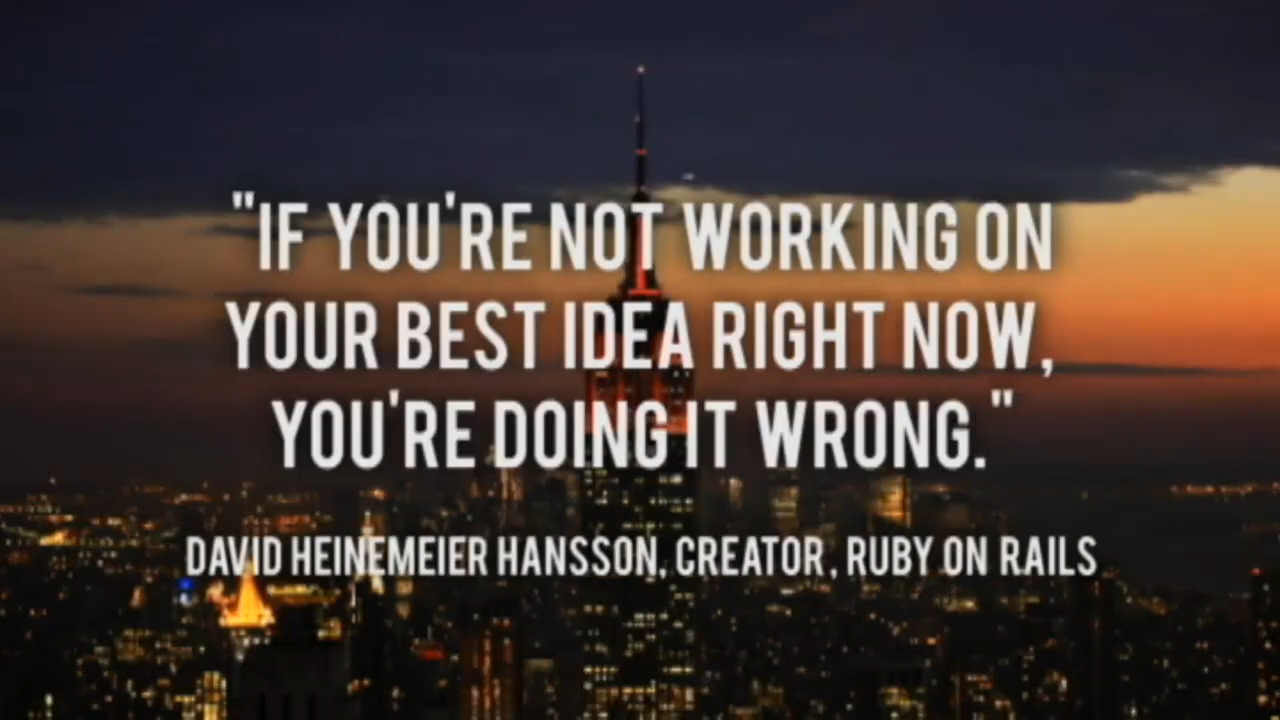 "IF YOU'RE NOT WORKING ON
YOUR BEST IDEA RIGHT NOW,
YOU'RE DOING IT WRONG."
DAVID HEINEMEIER HANSSON, CREATOR, RUBY ON RAILS